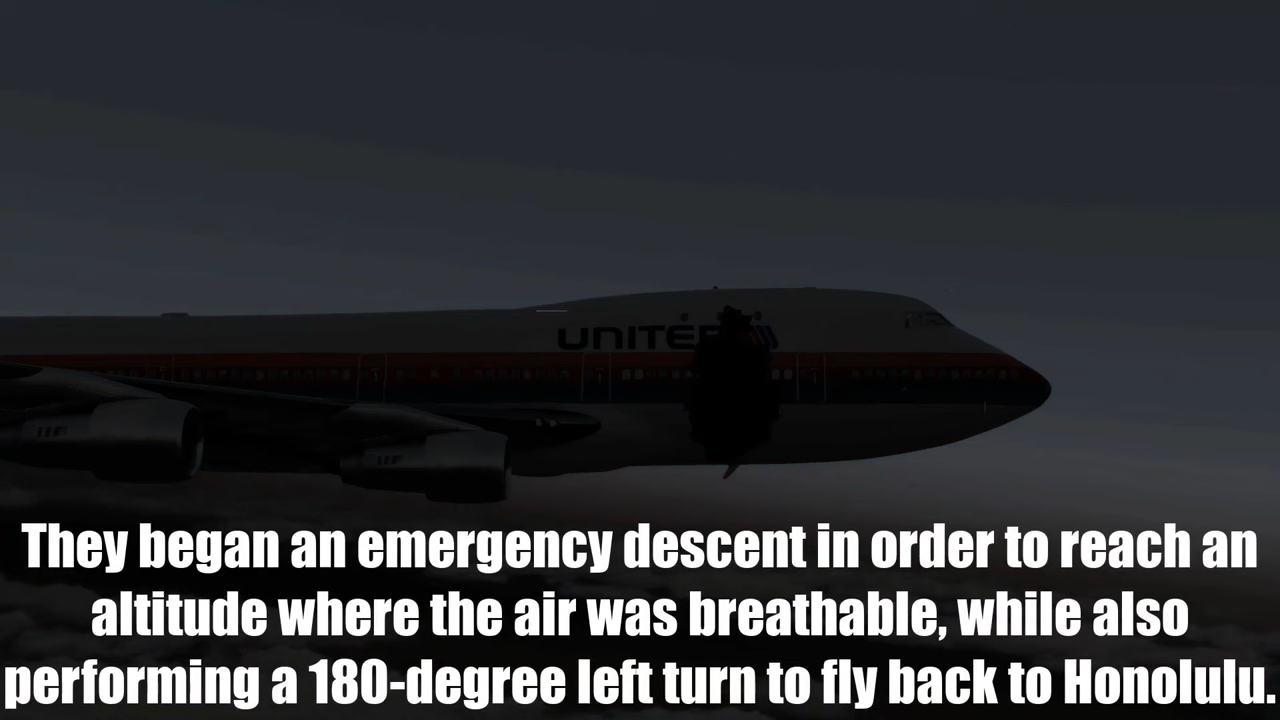 UNITED
They began an emergency descent in order to reach an
altitude where the air was breathable, while also
performing a 180-degree left turn to fly back to Honolulu.